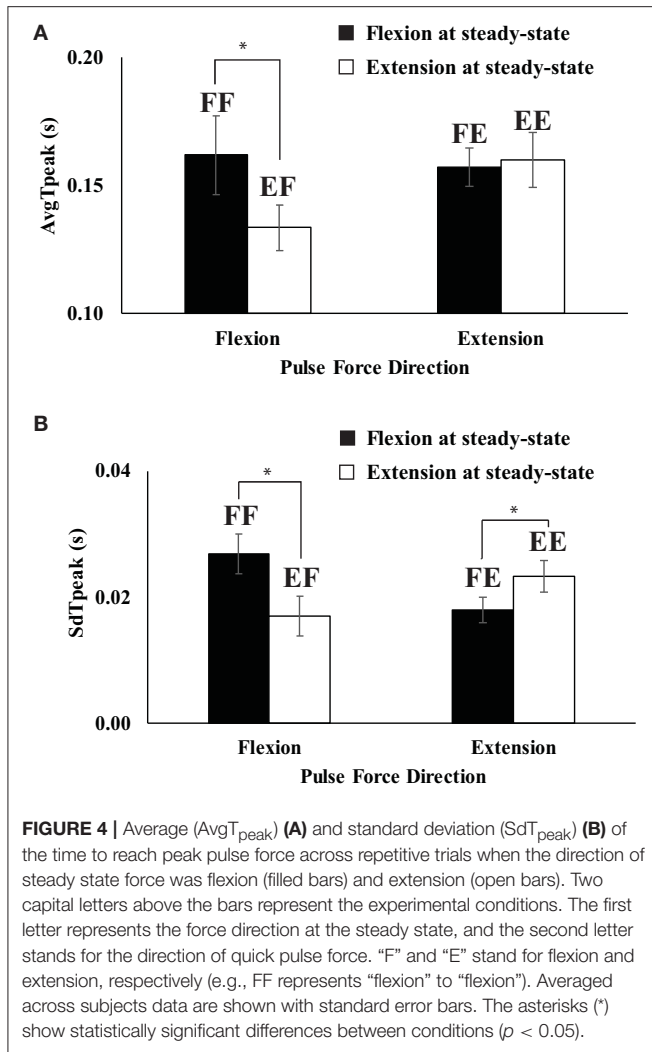 A
Flexion at steady-state
Extension at steady-state
0.20
*
FF
EF
FE
EE
0.15
0.10
AvgTpeak (s)
Flexion
Extension
Pulse Force Direction
B
Flexion at steady-state
Extension at steady-state
0.04
*
*
FF
EF
FE
EE
0.02
0.00
SdTpeak (s)
Flexion
Extension
Pulse Force Direction
FIGURE 4 | Average (AvgTpeak) (A) and standard deviation (SdTpeak) (B) of
the time to reach peak pulse force across repetitive trials when the direction of
steady state force was flexion (filled bars) and extension (open bars). Two
capital letters above the bars represent the experimental conditions. The first
letter represents the force direction at the steady state, and the second letter
stands for the direction of quick pulse force. “F” and “E” stand for flexion and
extension, respectively (e.g., FF represents “flexion” to “flexion”). Averaged
across subjects data are shown with standard error bars. The asterisks (*)
show statistically significant differences between conditions (p < 0.05).